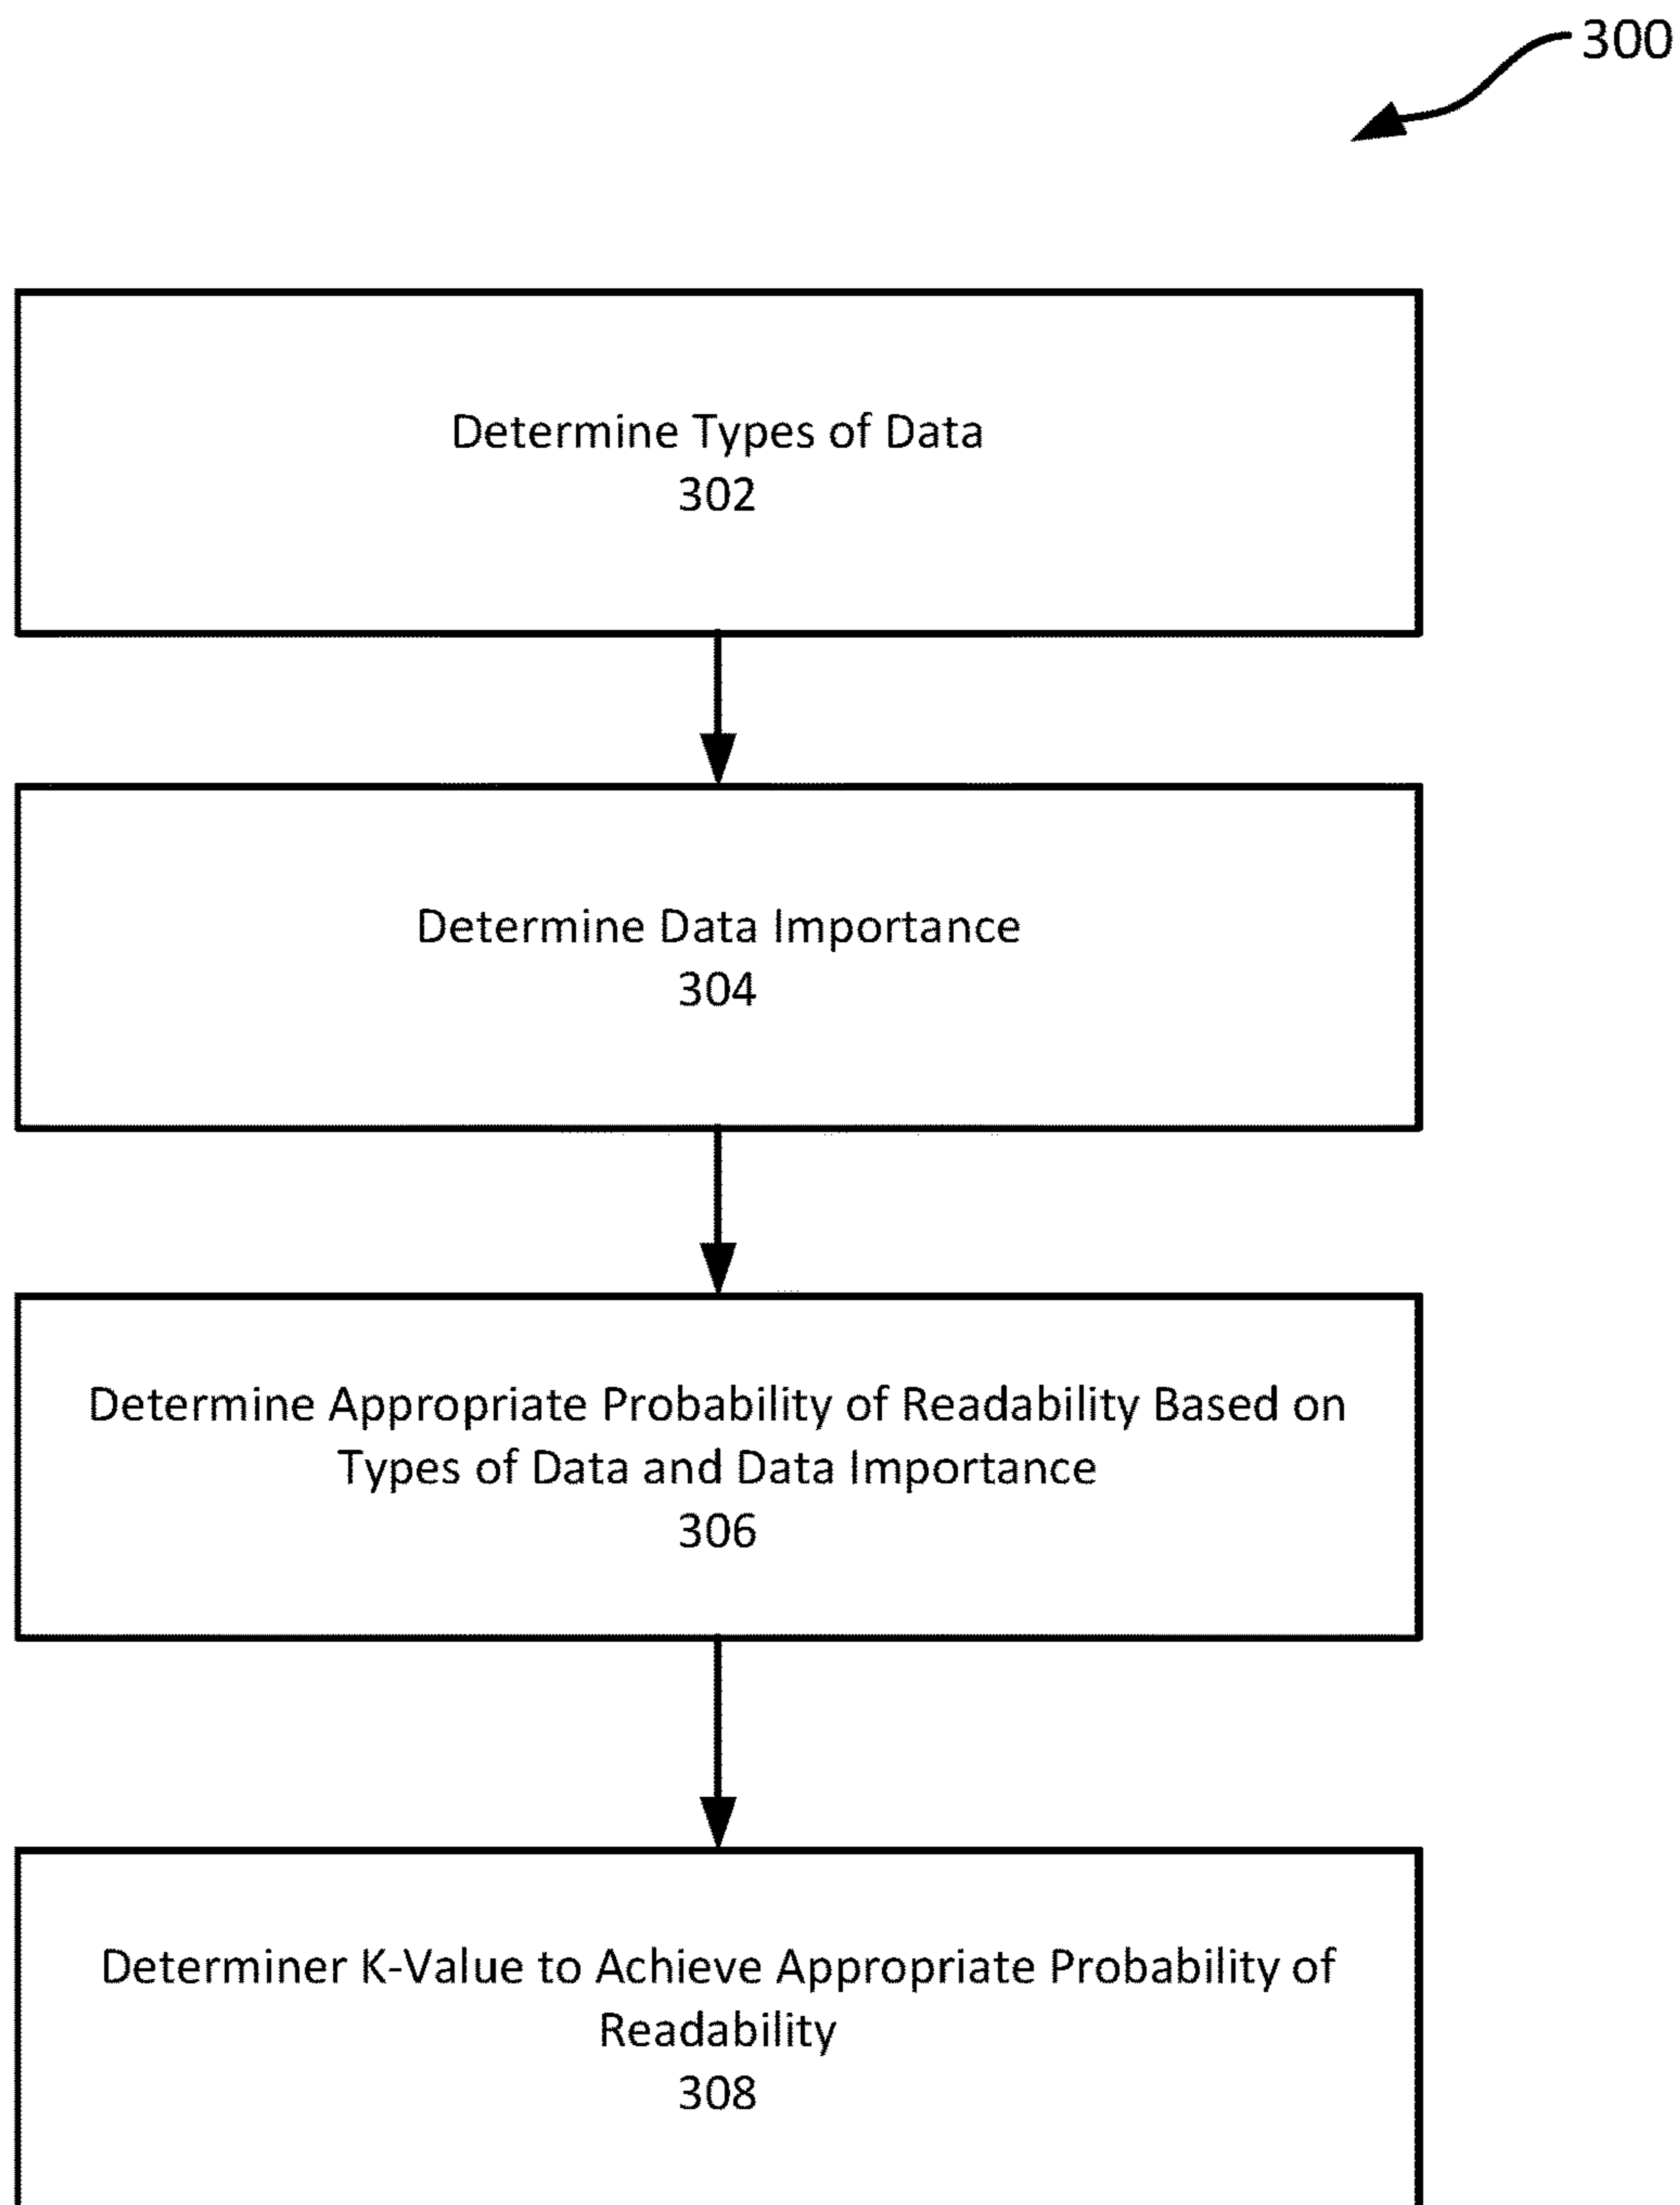 300
Determine Types of Data
302
Determine Data Importance
304
Determine Appropriate Probability of Readability Based on
Types of Data and Data Importance
306
Determiner K-Value to Achieve Appropriate Probability of
Readability
308